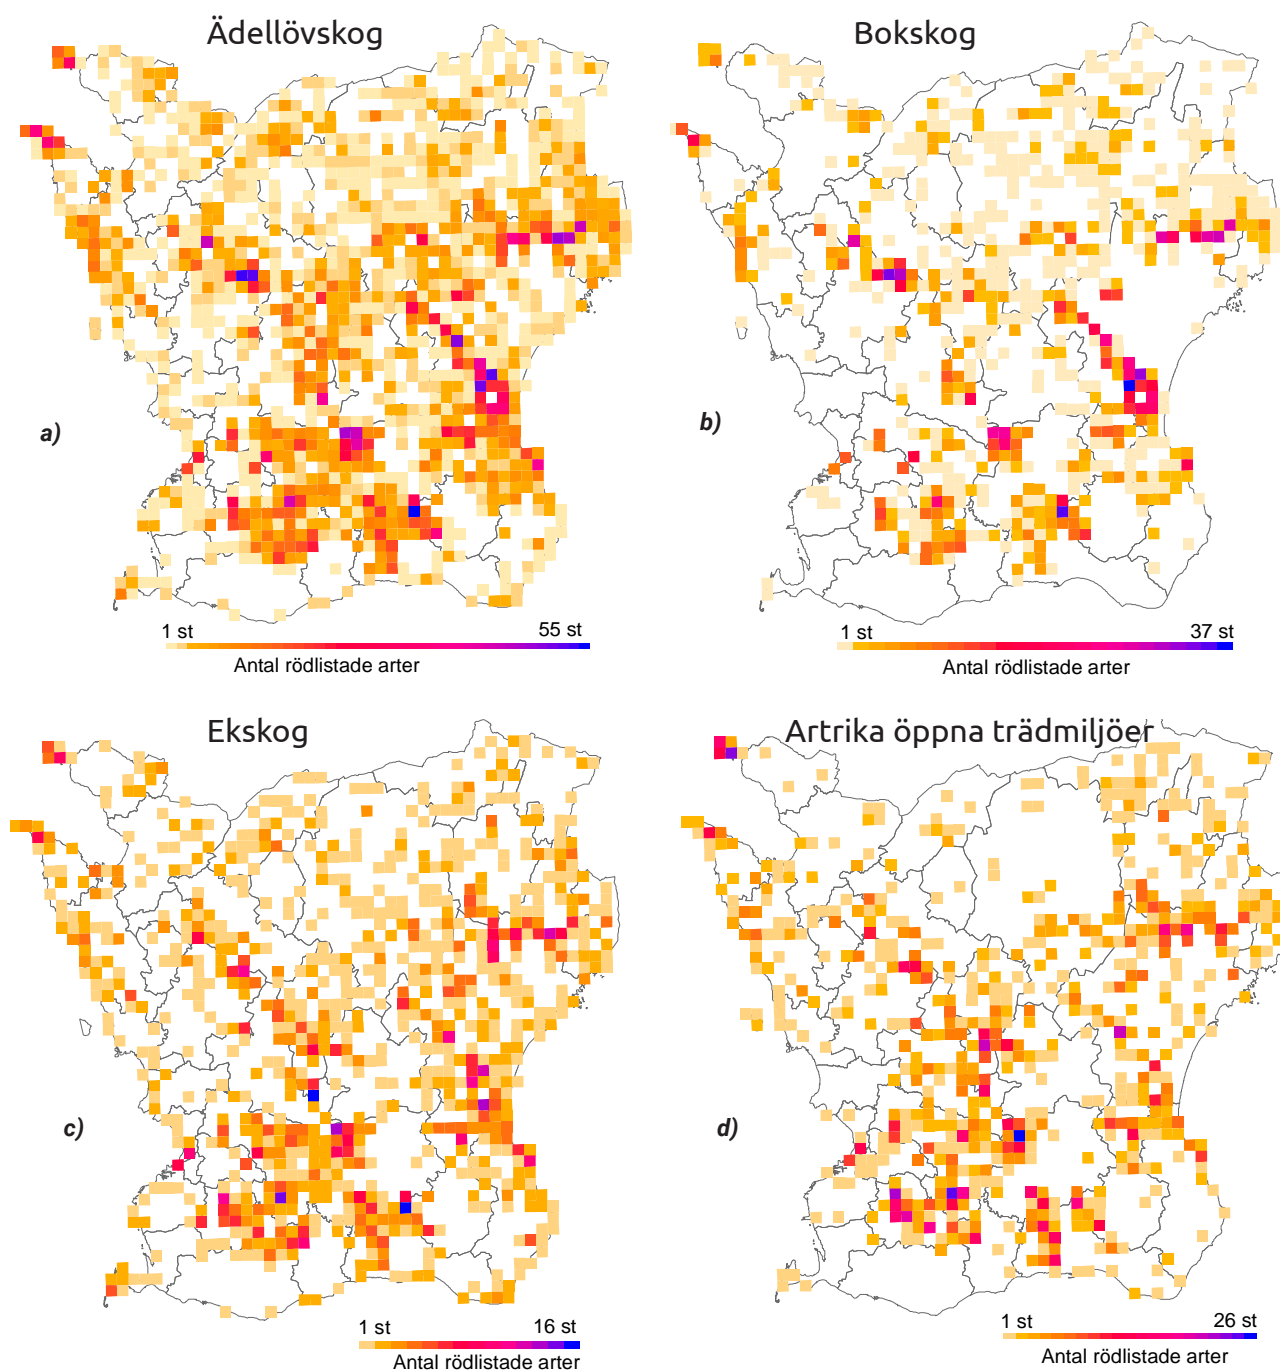 Ädellövskog
a)
1 st 55 st
Antal rödlistade arter
Bokskog
b)
1 st 37 st
Antal rödlistade arter
Ekskog
c)
1 st 16 st
Antal rödlistade arter
Artrika öppna trädmiljöer
d)
1 st 26 st
Antal rödlistade arter